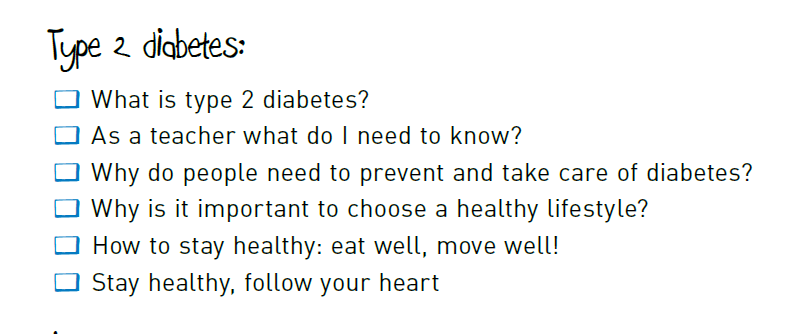 Type 2 diabetes:
What is type 2 diabetes?
As a teacher what do I need to know?
Why do people need to prevent and take care of diabetes?
Why is it important to choose a healthy lifestyle?
How to stay healthy: eat well, move well!
Stay healthy, follow your heart